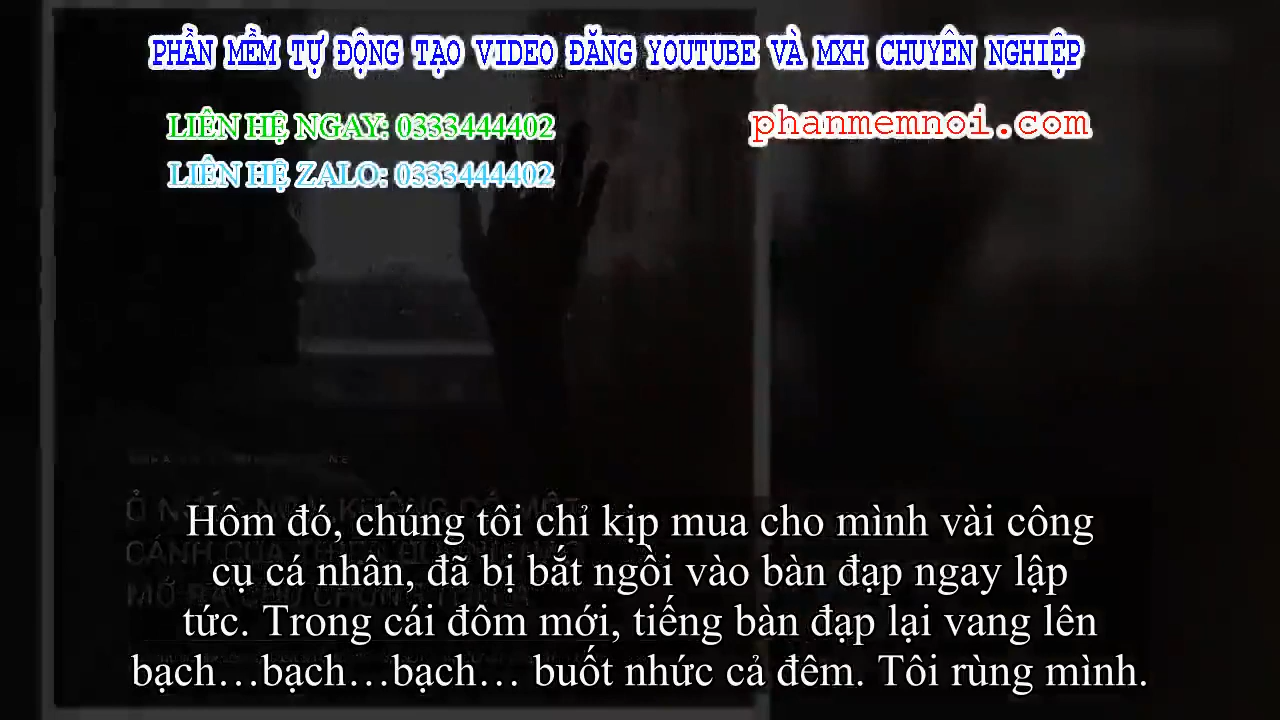 PHẦN MỀM TỰ ĐỘNG TẠO VIDEO ĐĂNG YOUTUBE VÀ MXH CHUYÊN NGHIỆP
LIÊN HỆ NGAY: 0333444402
phanmemnoi.com
LIÊN HỆ ZALO: 0333444402
Hôm đó, chúng tôi chỉ kịp mua cho mình vài công
cụ cá nhân, đã bị bắt ngồi vào bàn đạp ngay lập
tức. Trong cái đôm mới, tiếng bàn đạp lại vang lên
bạch…bạch…bạch… buốt nhức cả đêm. Tôi rùng mình.